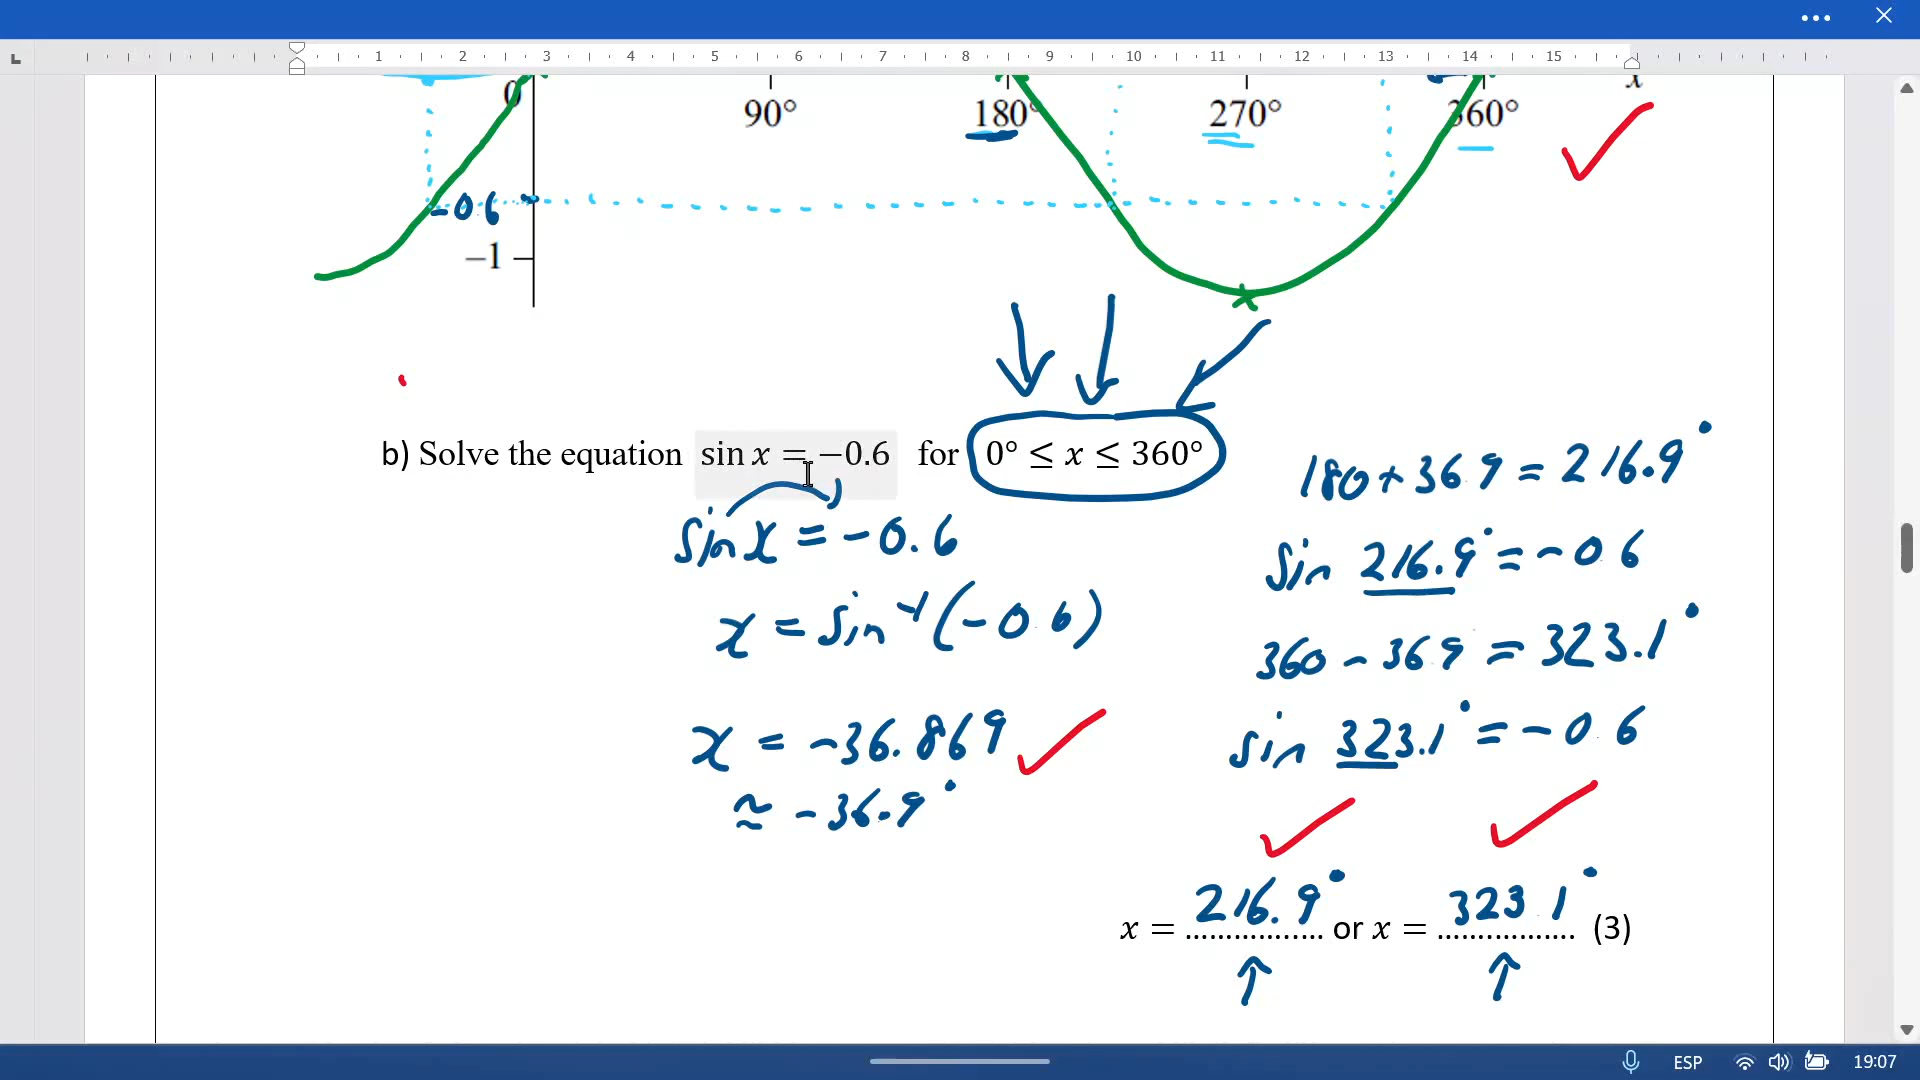 1 2 3 4 5 6 7 8 9 10 11 12 13 14 15
0 90° 180° 270° 360° x
-0.6
−1
b) Solve the equation sin x = −0.6 for 0° ≤ x ≤ 360°
sin x = -0.6
x = sin⁻¹(-0.6)
x = -36.869
≈ -36.9°
180 + 36.9 = 216.9°
sin 216.9° = -0.6
360 - 36.9 = 323.1°
sin 323.1° = -0.6
x = 216.9° or x = 323.1° (3)
ESP 19:07